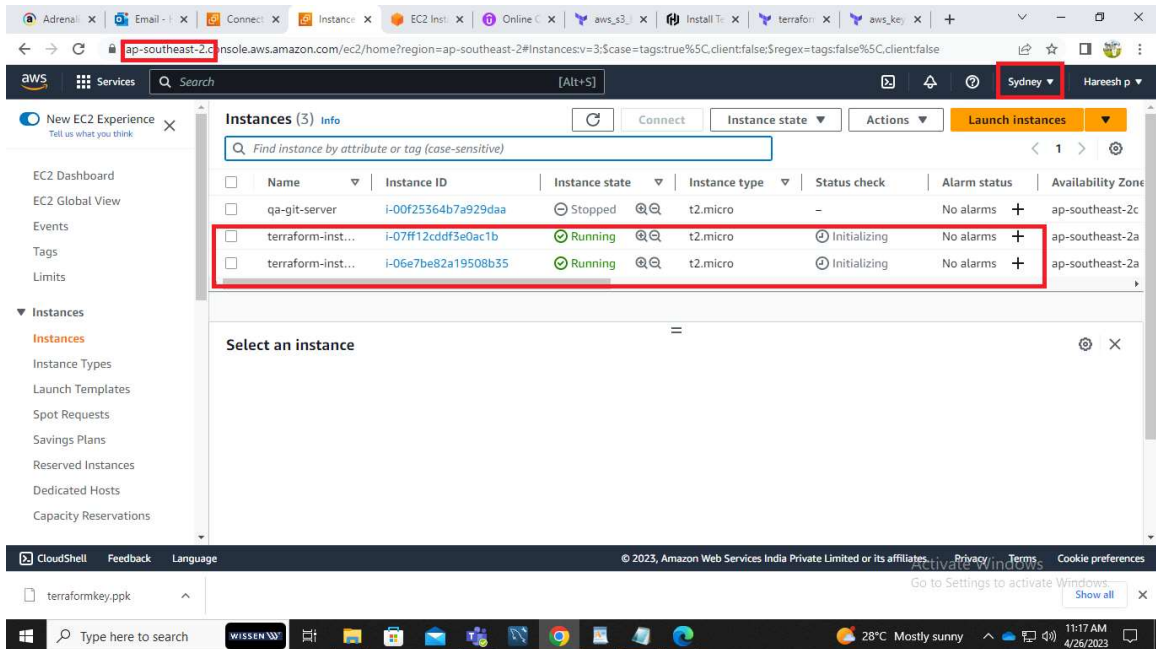 Adrenali
Email - H
Connect
Instance
EC2 Inst
Online C
aws_s3_
Install Te
terraform
aws_key
ap-southeast-2.console.aws.amazon.com/ec2/home?region=ap-southeast-2#Instances:v=3;$case=tags:true%5C,client:false;$regex=tags:false%5C,client:false
aws Services Search [Alt+S] Sydney Hareesh p
New EC2 Experience
Tell us what you think
EC2 Dashboard
EC2 Global View
Events
Tags
Limits
Instances
Instances
Instance Types
Launch Templates
Spot Requests
Savings Plans
Reserved Instances
Dedicated Hosts
Capacity Reservations
Instances (3) Info Connect Instance state Actions Launch instances
Find instance by attribute or tag (case-sensitive) 1
Name Instance ID Instance state Instance type Status check Alarm status Availability Zone
qa-git-server i-00f25364b7a929daa Stopped t2.micro – No alarms + ap-southeast-2c
terraform-inst... i-07ff12cddf3e0ac1b Running t2.micro Initializing No alarms + ap-southeast-2a
terraform-inst... i-06e7be82a19508b35 Running t2.micro Initializing No alarms + ap-southeast-2a
Select an instance
CloudShell Feedback Language © 2023, Amazon Web Services India Private Limited or its affiliates. Privacy Terms Cookie preferences
Activate Windows
Go to Settings to activate Windows.
terraformkey.ppk Show all
Type here to search WISSEN 28°C Mostly sunny 11:17 AM
4/26/2023